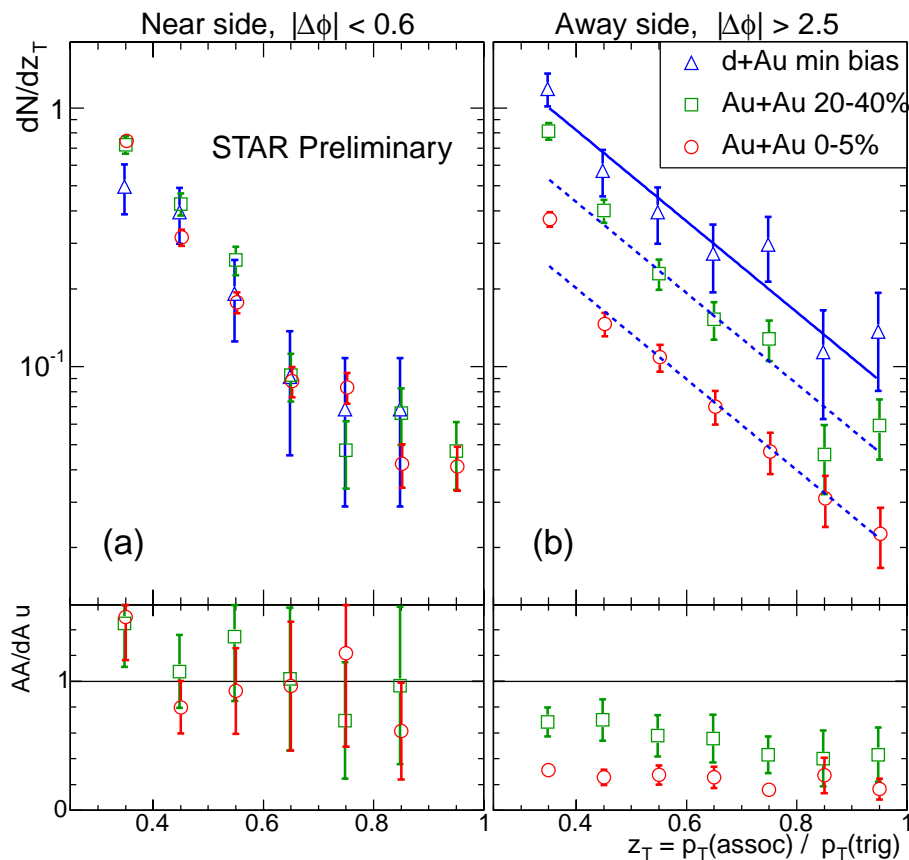 Near side, |Δϕ| < 0.6
Away side, |Δϕ| > 2.5
dN/dz_T
1
10^-1
STAR Preliminary
(a)
d+Au min bias
Au+Au 20-40%
Au+Au 0-5%
(b)
AA/dA u
1
0
0.4 0.6 0.8 1
0.4 0.6 0.8 1
z_T = p_T(assoc) / p_T(trig)